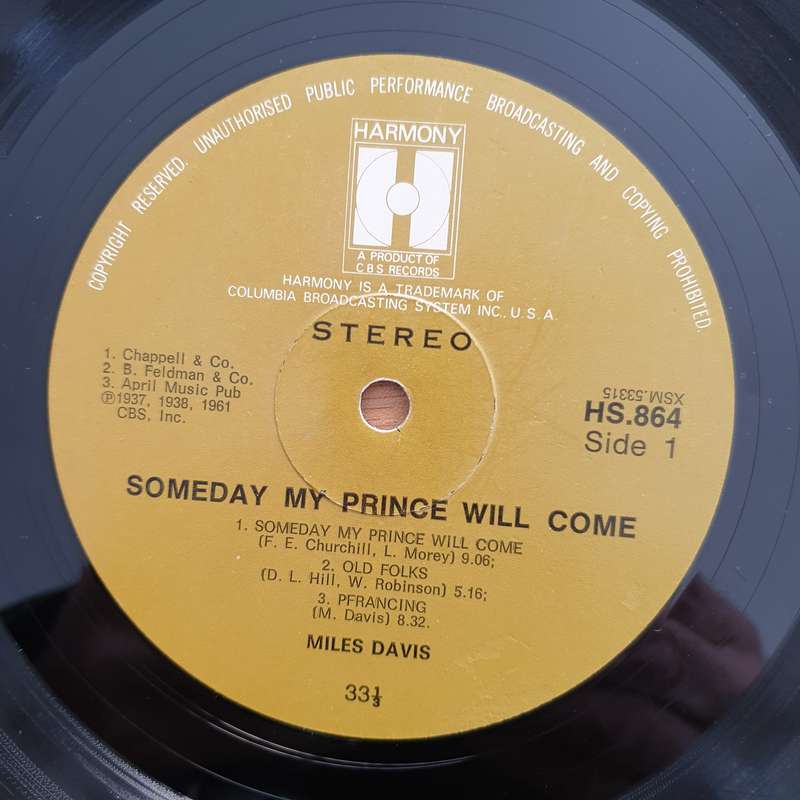 COPYRIGHT RESERVED. UNAUTHORISED PUBLIC PERFORMANCE BROADCASTING AND COPYING PROHIBITED.
HARMONY
A PRODUCT OF
CBS RECORDS
HARMONY IS A TRADEMARK OF
COLUMBIA BROADCASTING SYSTEM INC., U.S.A.
STEREO
1. Chappell & Co.
2. B. Feldman & Co.
3. April Music Pub
Ⓟ1937, 1938, 1961
CBS, Inc.
XSM.53315
HS.864
Side 1
SOMEDAY MY PRINCE WILL COME
1. SOMEDAY MY PRINCE WILL COME
(F. E. Churchill, L. Morey) 9.06;
2. OLD FOLKS
(D. L. Hill, W. Robinson) 5.16;
3. PFRANCING
(M. Davis) 8.32.
MILES DAVIS
33⅓